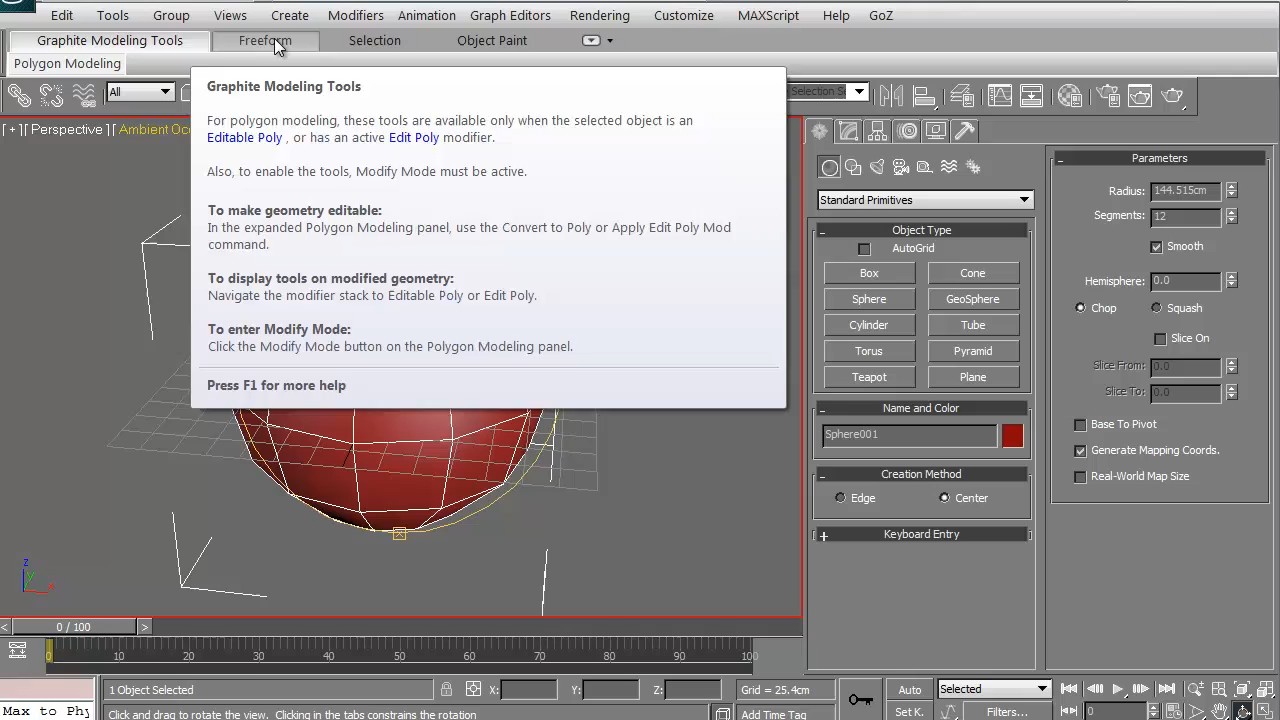 Edit Tools Group Views Create Modifiers Animation Graph Editors Rendering Customize MAXScript Help GoZ
Graphite Modeling Tools Freeform Selection Object Paint
Polygon Modeling
All
Selection Se
[ + ] [ Perspective ] Ambient Occ
Graphite Modeling Tools
For polygon modeling, these tools are available only when the selected object is an
Editable Poly , or has an active Edit Poly modifier.
Also, to enable the tools, Modify Mode must be active.
To make geometry editable:
In the expanded Polygon Modeling panel, use the Convert to Poly or Apply Edit Poly Mod
command.
To display tools on modified geometry:
Navigate the modifier stack to Editable Poly or Edit Poly.
To enter Modify Mode:
Click the Modify Mode button on the Polygon Modeling panel.
Press F1 for more help
Standard Primitives
- Object Type
AutoGrid
Box Cone
Sphere GeoSphere
Cylinder Tube
Torus Pyramid
Teapot Plane
- Name and Color
Sphere001
- Creation Method
Edge Center
+ Keyboard Entry
- Parameters
Radius: 144.515cm
Segments: 12
Smooth
Hemisphere: 0.0
Chop Squash
Slice On
Slice From: 0.0
Slice To: 0.0
Base To Pivot
Generate Mapping Coords.
Real-World Map Size
z
y
x
< 0 / 100 >
0 10 20 30 40 50 60 70 80 90 100
1 Object Selected X: Y: Z: Grid = 25.4cm Auto Selected
Max to Phy Click and drag to rotate the view. Clicking in the tabs constrains the rotation Add Time Tag Set K. Filters... 0